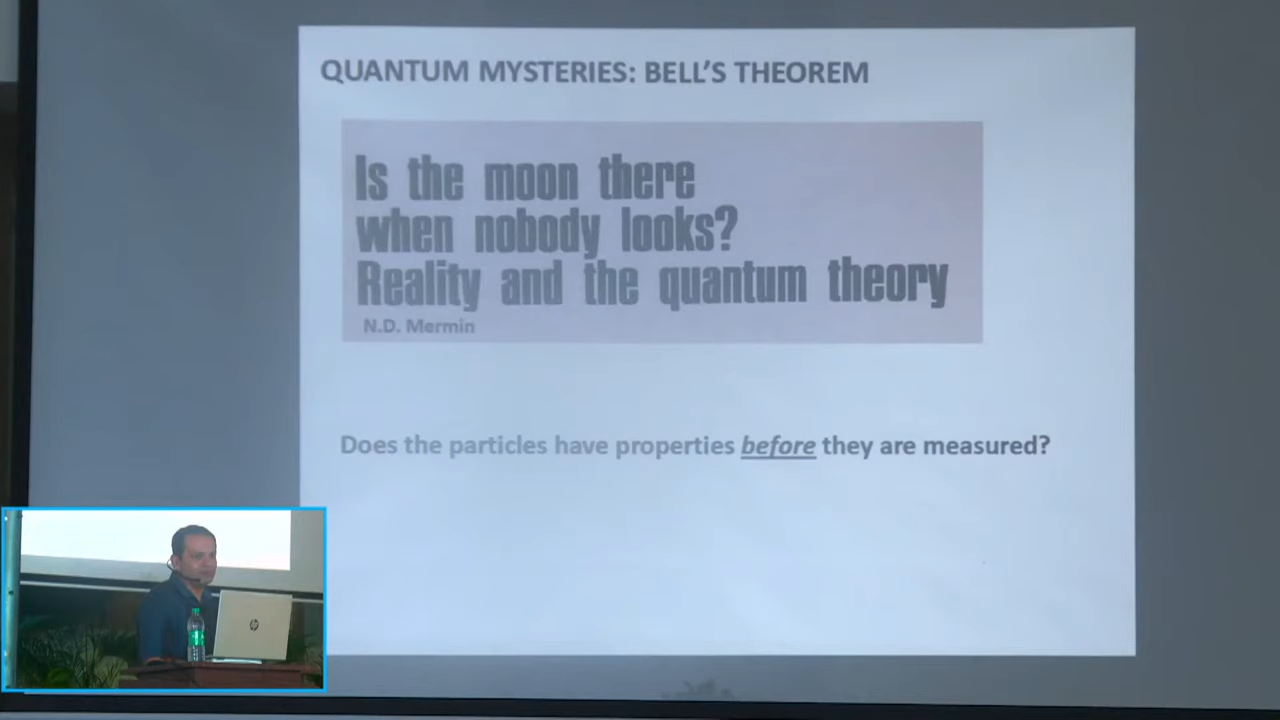 QUANTUM MYSTERIES: BELL'S THEOREM
Is the moon there
when nobody looks?
Reality and the quantum theory
N.D. Mermin
Does the particles have properties before they are measured?
hp